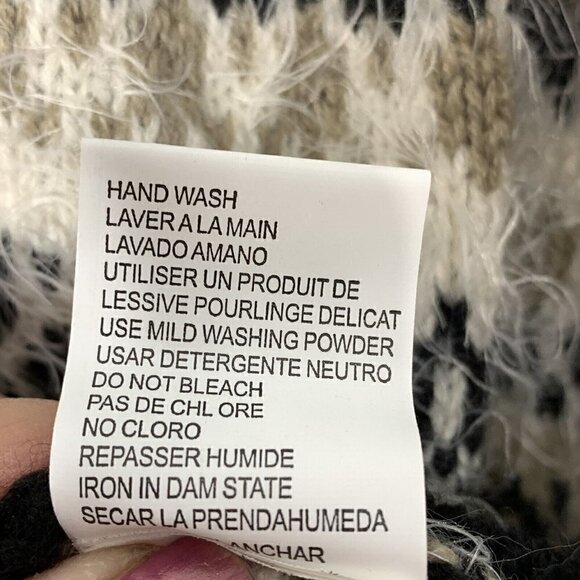 HAND WASH
LAVER A LA MAIN
LAVADO AMANO
UTILISER UN PRODUIT DE
LESSIVE POURLINGE DELICAT
USE MILD WASHING POWDER
USAR DETERGENTE NEUTRO
DO NOT BLEACH
PAS DE CHL ORE
NO CLORO
REPASSER HUMIDE
IRON IN DAM STATE
SECAR LA PRENDAHUMEDA
LANCHAR